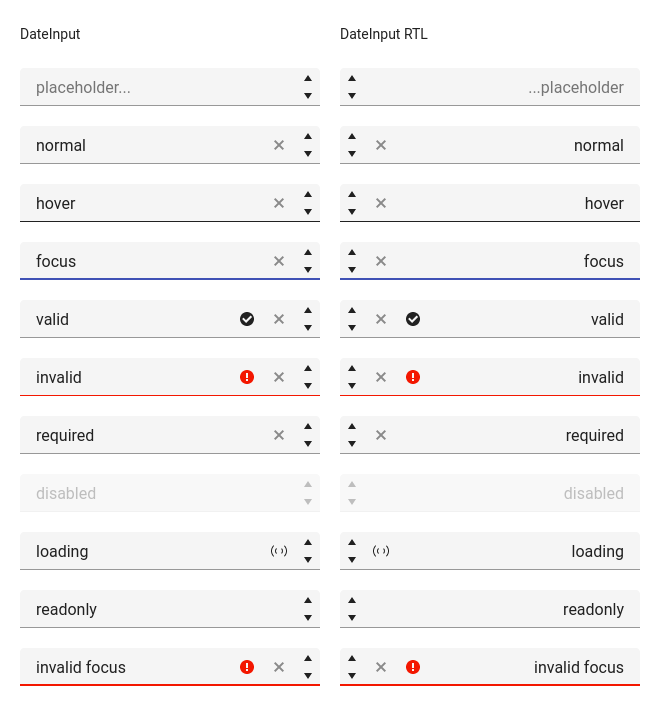 DateInput
DateInput RTL
placeholder...
...placeholder
normal
normal
hover
hover
focus
focus
valid
valid
invalid
invalid
required
required
disabled
disabled
loading
loading
readonly
readonly
invalid focus
invalid focus